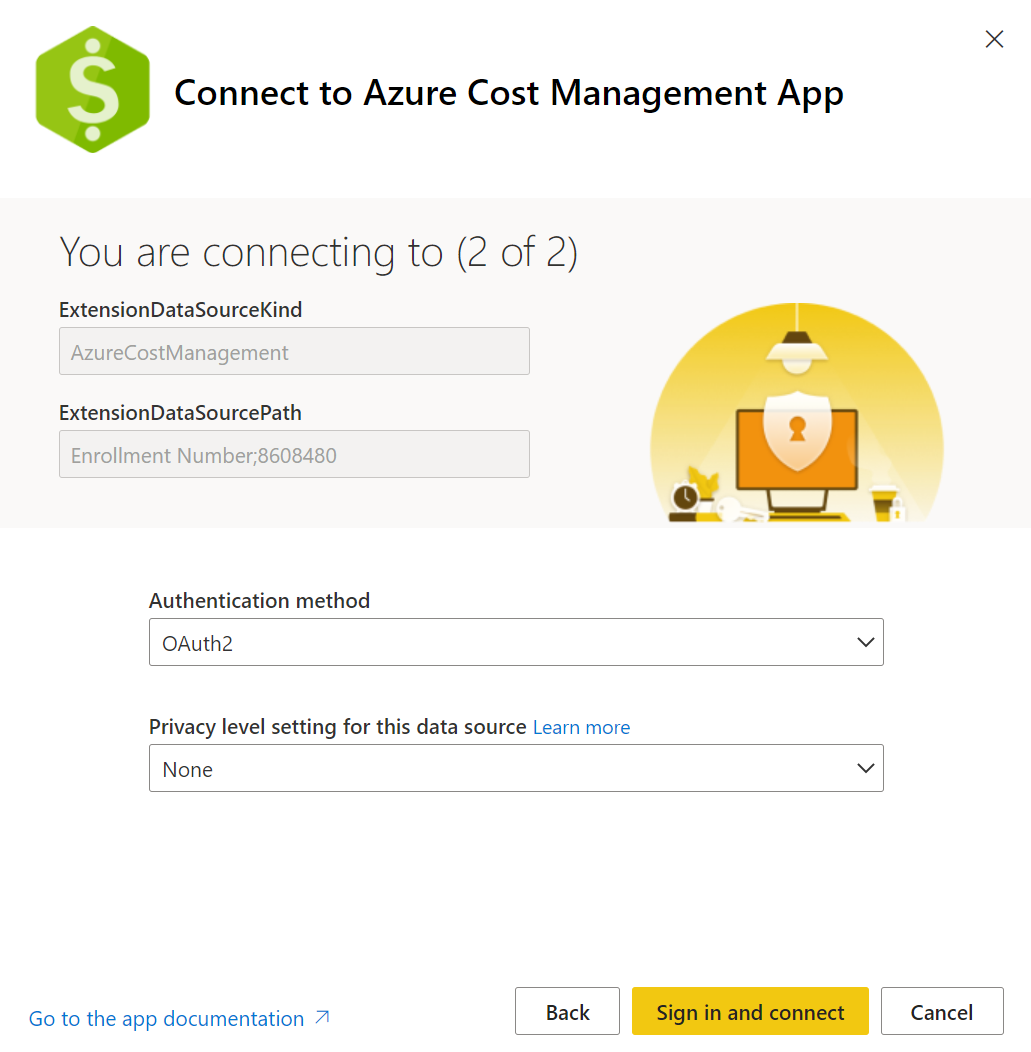 $
Connect to Azure Cost Management App
You are connecting to (2 of 2)
ExtensionDataSourceKind
AzureCostManagement
ExtensionDataSourcePath
Enrollment Number;8608480
Authentication method
OAuth2
Privacy level setting for this data source Learn more
None
Go to the app documentation
Back
Sign in and connect
Cancel